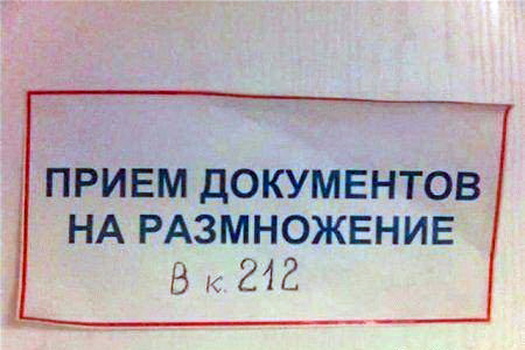 ПРИЕМ ДОКУМЕНТОВ
НА РАЗМНОЖЕНИЕ
В к. 212